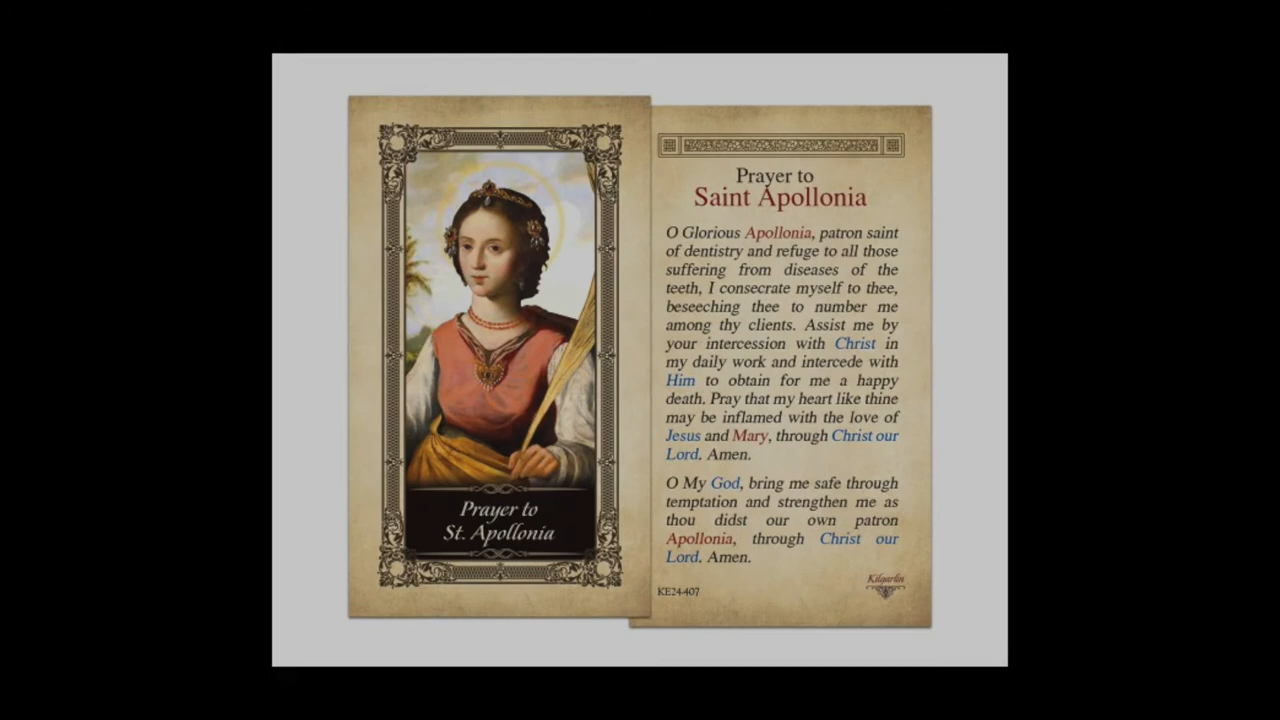 Prayer to
St. Apollonia
Prayer to
Saint Apollonia
O Glorious Apollonia, patron saint
of dentistry and refuge to all those
suffering from diseases of the
teeth, I consecrate myself to thee,
beseeching thee to number me
among thy clients. Assist me by
your intercession with Christ in
my daily work and intercede with
Him to obtain for me a happy
death. Pray that my heart like thine
may be inflamed with the love of
Jesus and Mary, through Christ our
Lord. Amen.
O My God, bring me safe through
temptation and strengthen me as
thou didst our own patron
Apollonia, through Christ our
Lord. Amen.
Kilgarlin
KE24-407